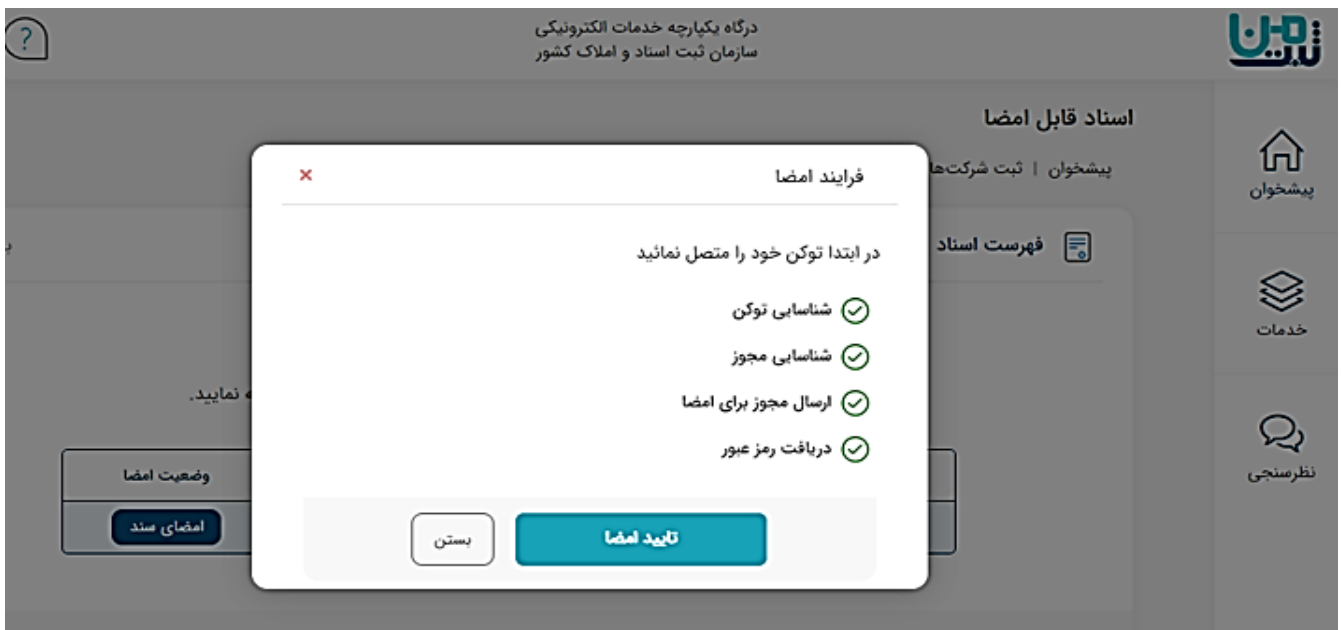 درگاه یکپارچه خدمات الکترونیکی
سازمان ثبت اسناد و املاک کشور
?
ثبت من
اسناد قابل امضا
پیشخوان | ثبت شرکت‌ها
پیشخوان
خدمات
نظرسنجی
فهرست اسناد
فرایند امضا
×
در ابتدا توکن خود را متصل نمائید
شناسایی توکن
شناسایی مجوز
ارسال مجوز برای امضا
دریافت رمز عبور
تایید امضا
بستن
نمایید.
وضعیت امضا
امضای سند